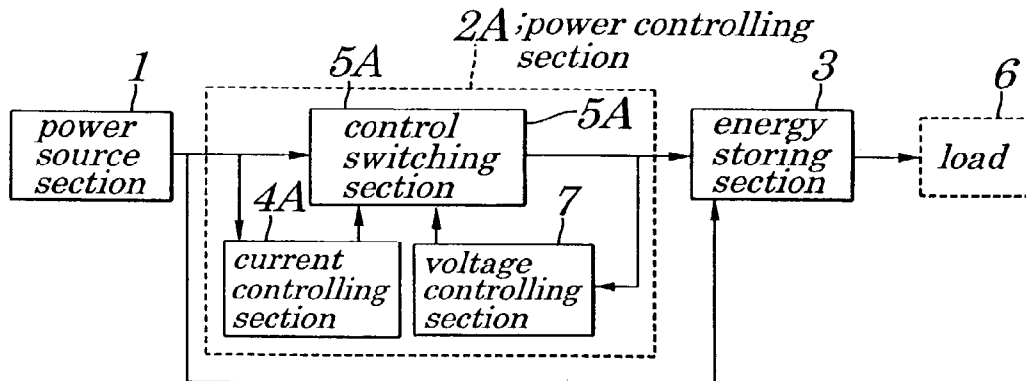 2A ;power controlling
section
1
5A
5A
3
6
power
source
section
control
switching
section
energy
storing
section
load
4A
7
current
controlling
section
voltage
controlling
section